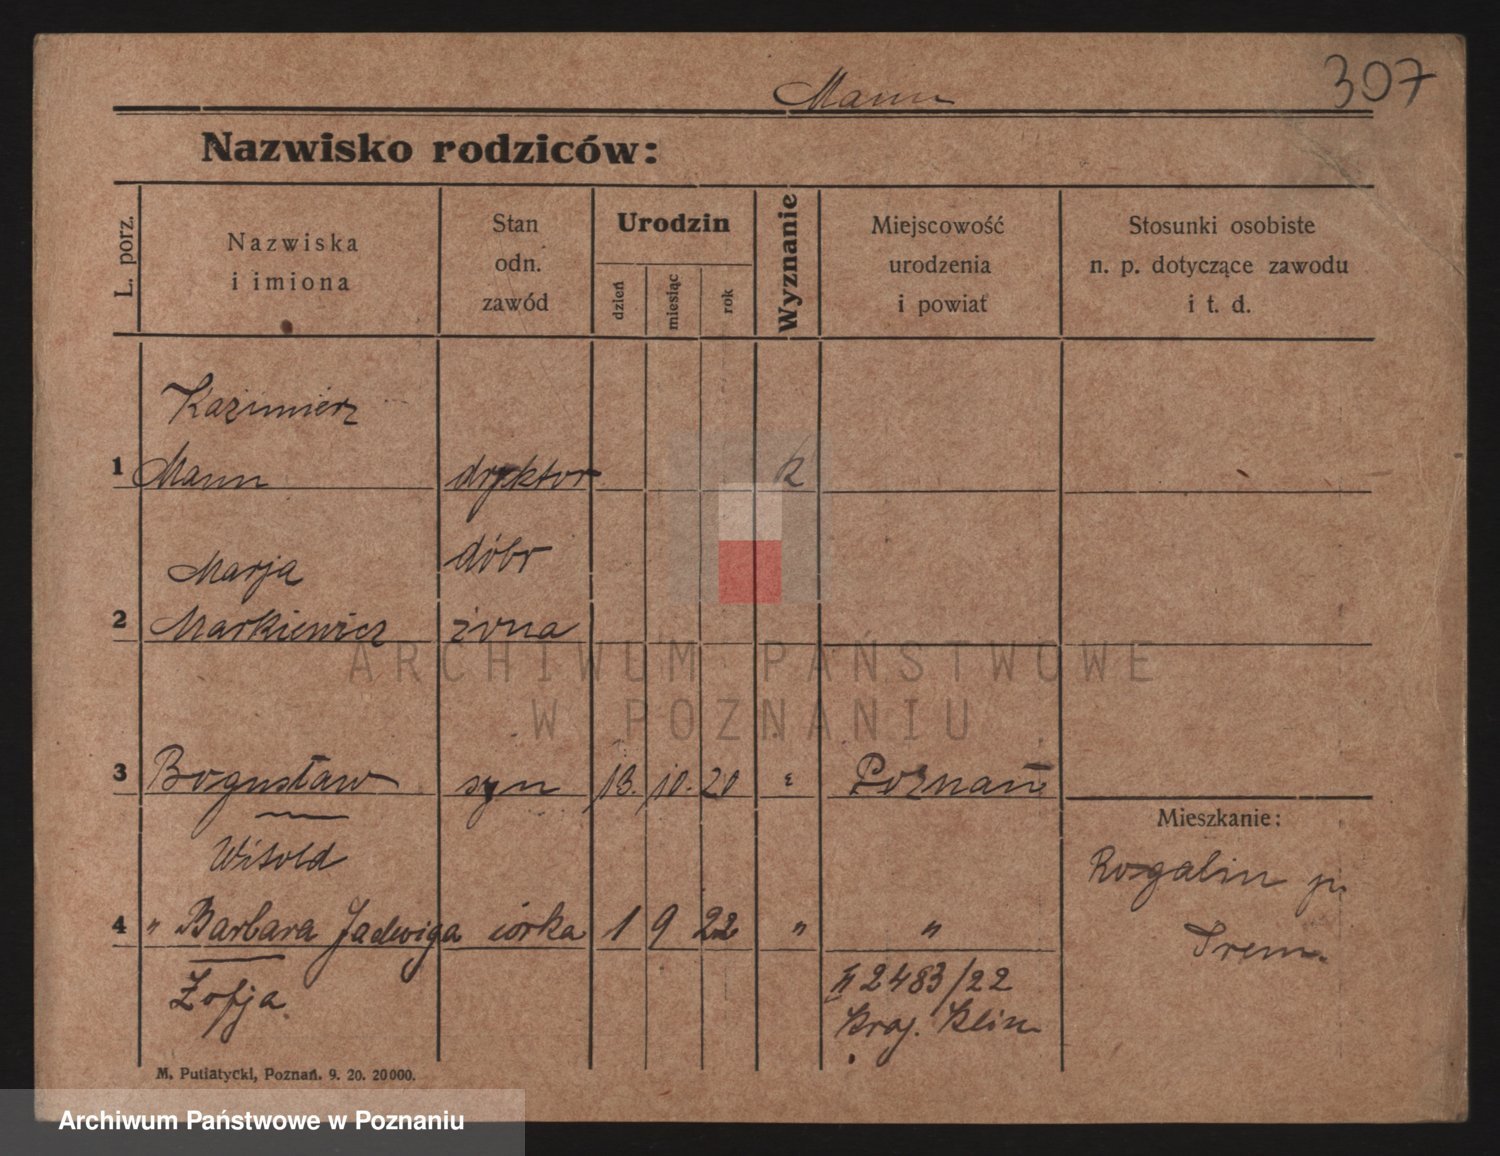 Mann
307
Nazwisko rodziców:
L. porz.
Nazwiska
i imiona
Stan
odn.
zawód
Urodzin
dzień
miesiąc
rok
Wyznanie
Miejscowość
urodzenia
i powiat
Stosunki osobiste
n. p. dotyczące zawodu
i t. d.
Kazimierz
1 Mann dryktor k
dóbr
Marja
2 Markiewicz żona
ARCHIWUM PAŃSTWOWE
W POZNANIU
3 Bogusław syn 13. 10. 20 " Poznań
Mieszkanie:
Witold
Rogalin p.
4 " Barbara Jadwiga córka 1 9 22 " "
Śrem.
Zofja
2483/22
M. Putiatycki, Poznań. 9. 20. 20000.
Archiwum Państwowe w Poznaniu